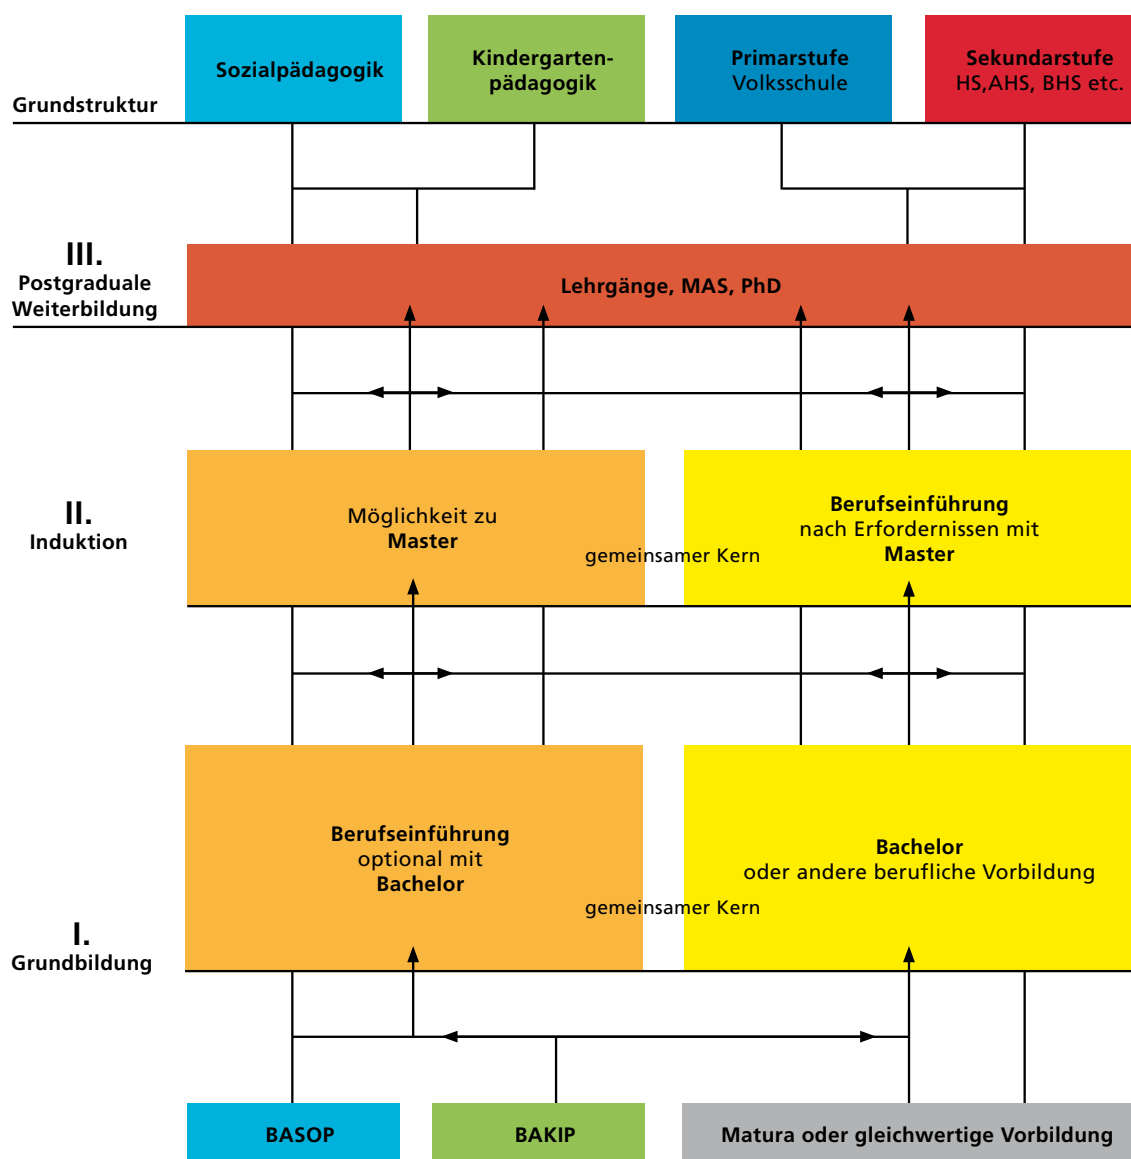 Sozialpädagogik
Kindergarten-
pädagogik
Primarstufe
Volksschule
Sekundarstufe
HS,AHS, BHS etc.
Grundstruktur
III.
Postgraduale
Weiterbildung
Lehrgänge, MAS, PhD
II.
Induktion
Möglichkeit zu
Master
gemeinsamer Kern
Berufseinführung
nach Erfordernissen mit
Master
I.
Grundbildung
Berufseinführung
optional mit
Bachelor
gemeinsamer Kern
Bachelor
oder andere berufliche Vorbildung
BASOP
BAKIP
Matura oder gleichwertige Vorbildung